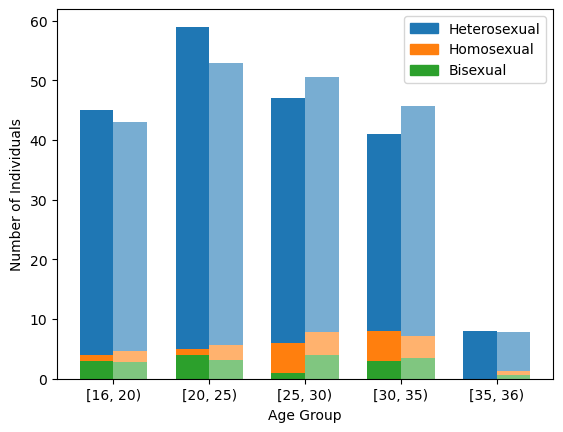 Heterosexual
Homosexual
Bisexual
60
50
40
30
20
10
0
Number of Individuals
[16, 20)
[20, 25)
[25, 30)
[30, 35)
[35, 36)
Age Group